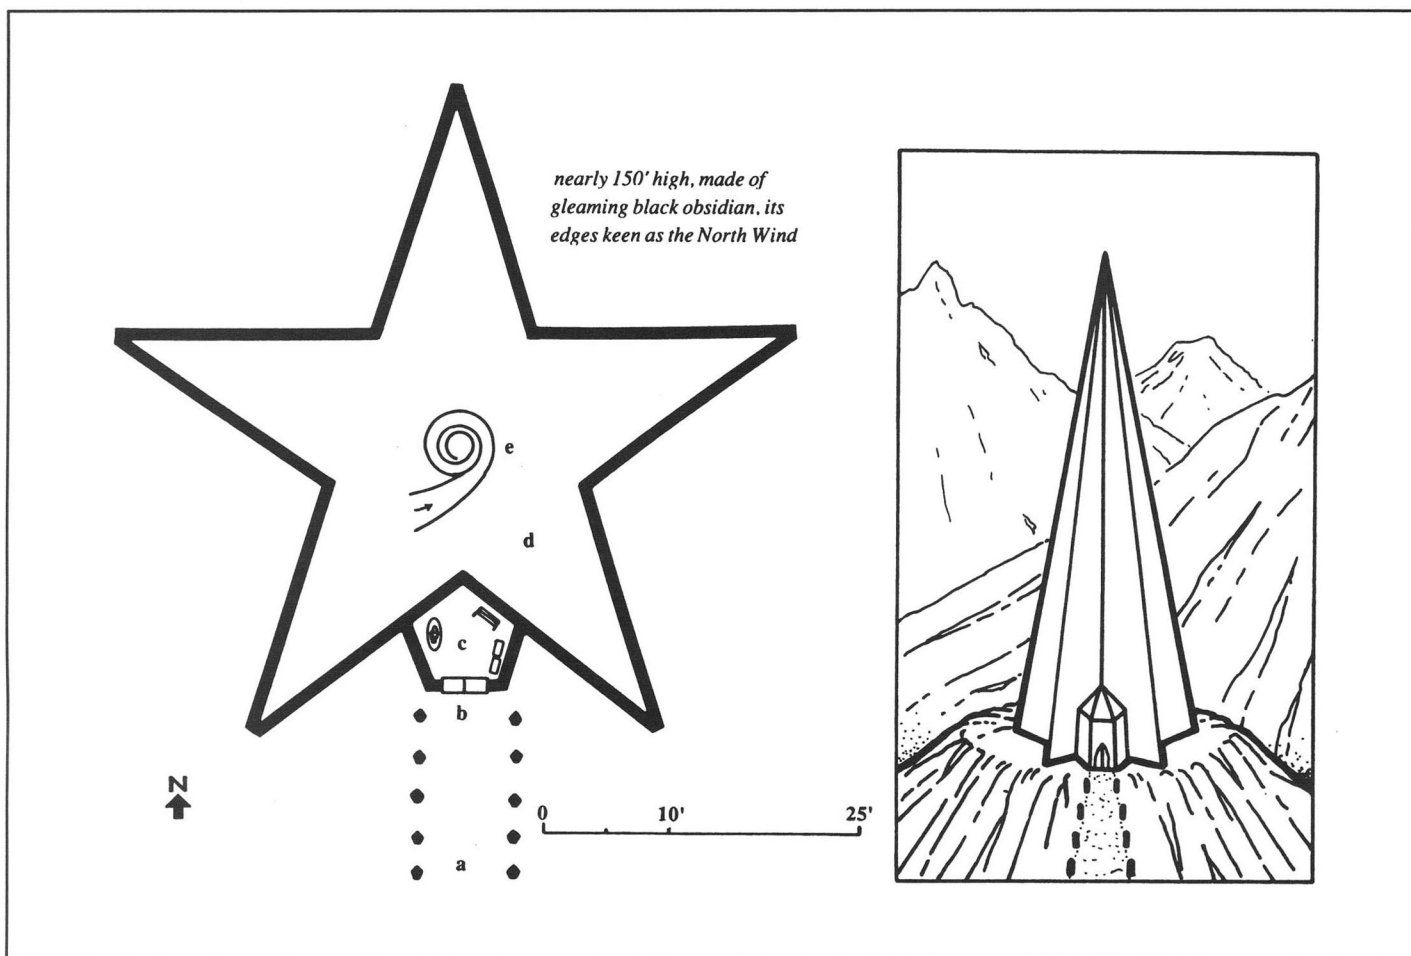 nearly 150' high, made of
gleaming black obsidian, its
edges keen as the North Wind
e
d
c
b
N
0 10' 25'
a